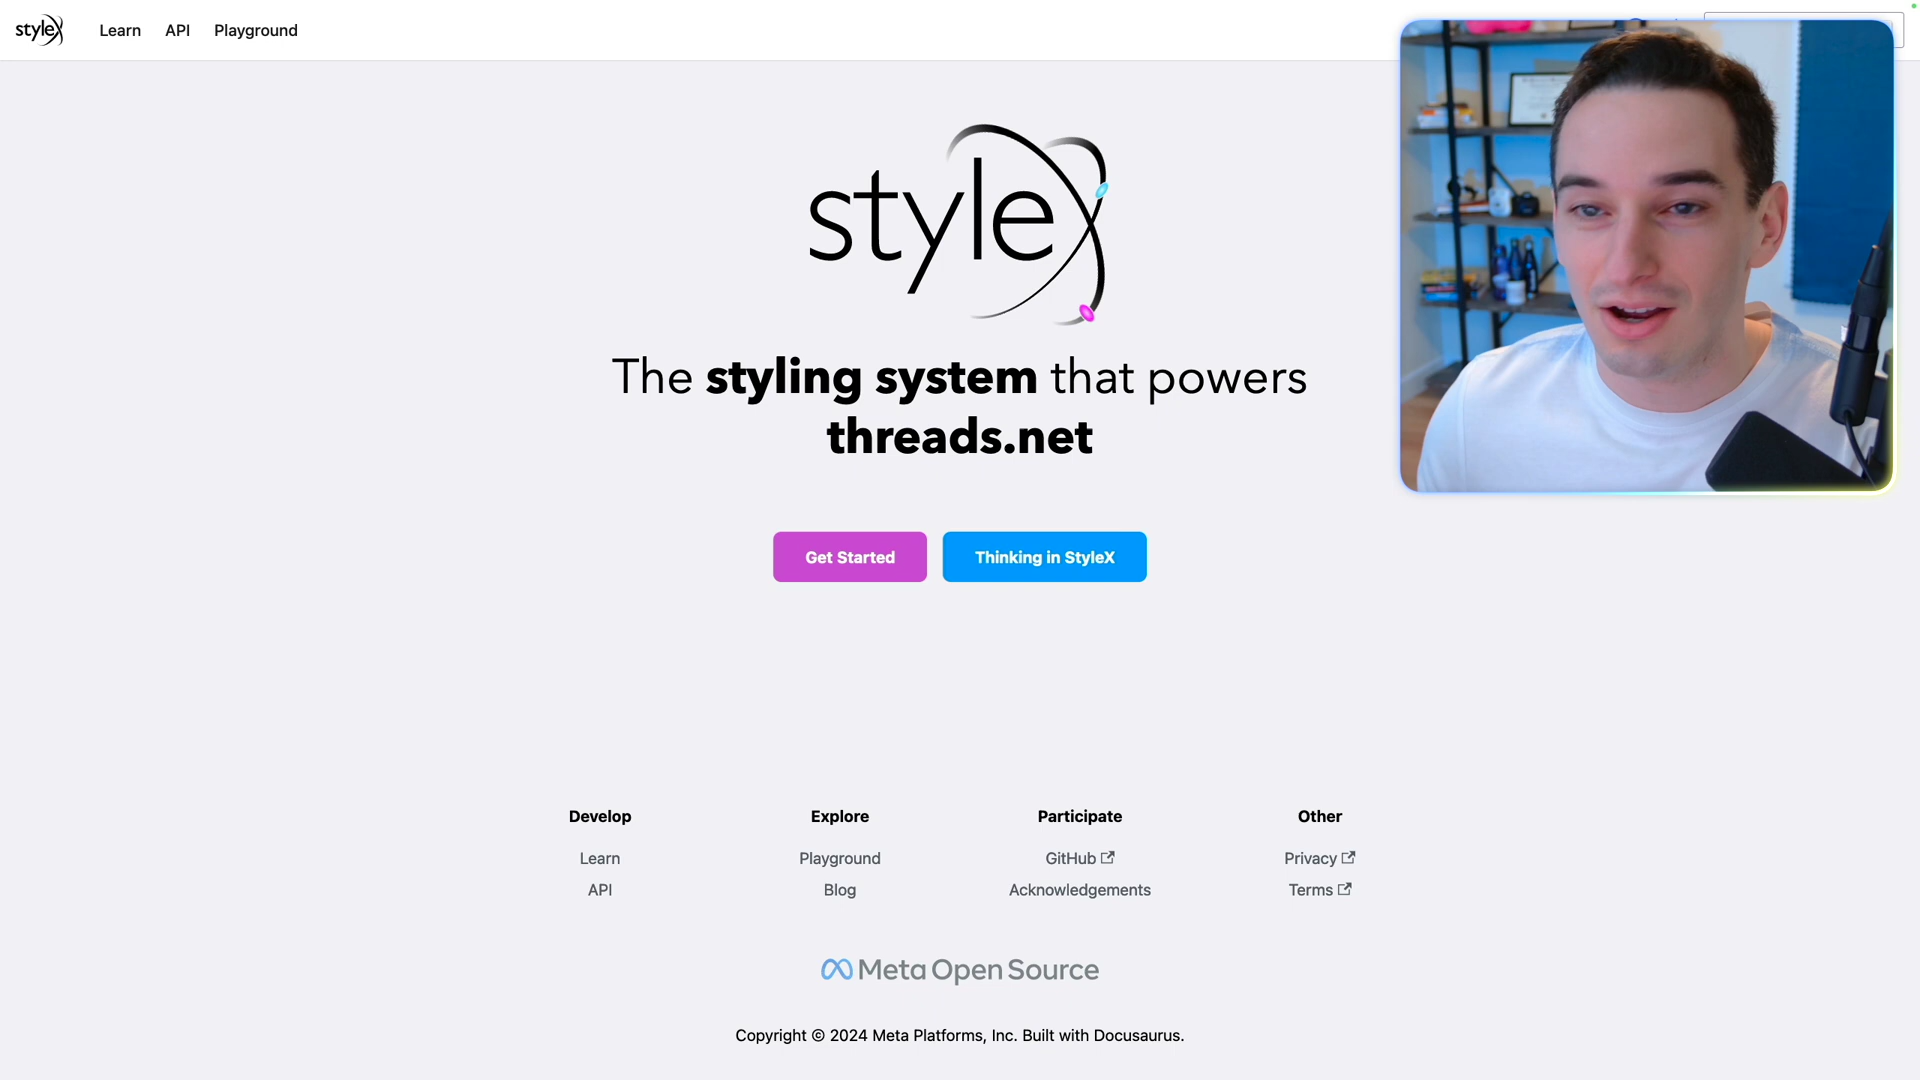 styleX
Learn
API
Playground
styleX
The styling system that powers
threads.net
Get Started
Thinking in StyleX
Develop
Learn
API
Explore
Playground
Blog
Participate
GitHub
Acknowledgements
Other
Privacy
Terms
Meta Open Source
Copyright © 2024 Meta Platforms, Inc. Built with Docusaurus.